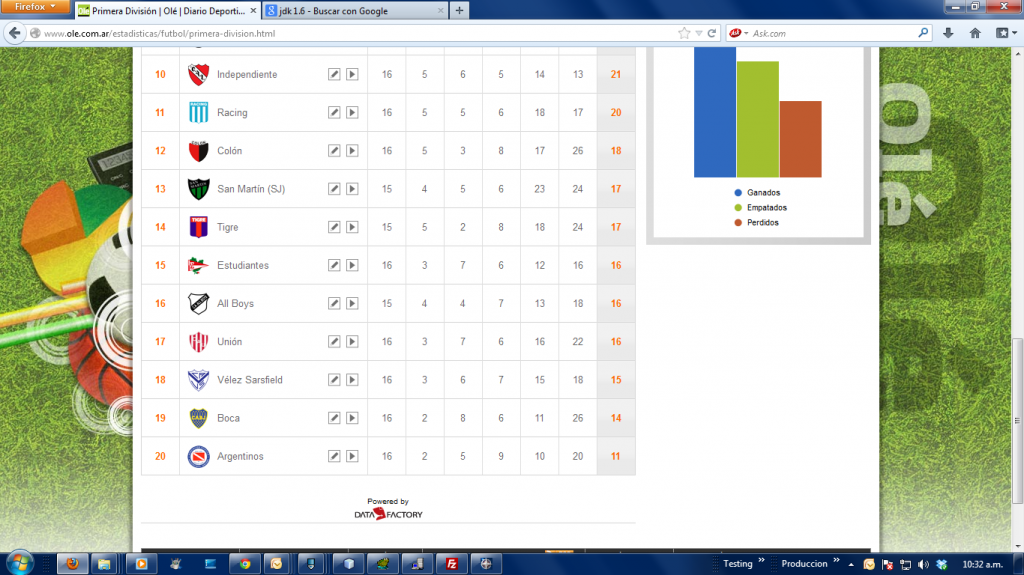 Firefox
Primera División | Olé | Diario Deporti...
jdk 1.6 - Buscar con Google
www.ole.com.ar/estadisticas/futbol/primera-division.html
Ask.com
10 Independiente 16 5 6 5 14 13 21
11 Racing 16 5 5 6 18 17 20
12 Colón 16 5 3 8 17 26 18
13 San Martín (SJ) 15 4 5 6 23 24 17
14 Tigre 15 5 2 8 18 24 17
15 Estudiantes 16 3 7 6 12 16 16
16 All Boys 15 4 4 7 13 18 16
17 Unión 16 3 7 6 16 22 16
18 Vélez Sarsfield 16 3 6 7 15 18 15
19 Boca 16 2 8 6 11 26 14
20 Argentinos 16 2 5 9 10 20 11
Ganados
Empatados
Perdidos
olé
Powered by
DATA FACTORY
Testing
Produccion
10:32 a.m.